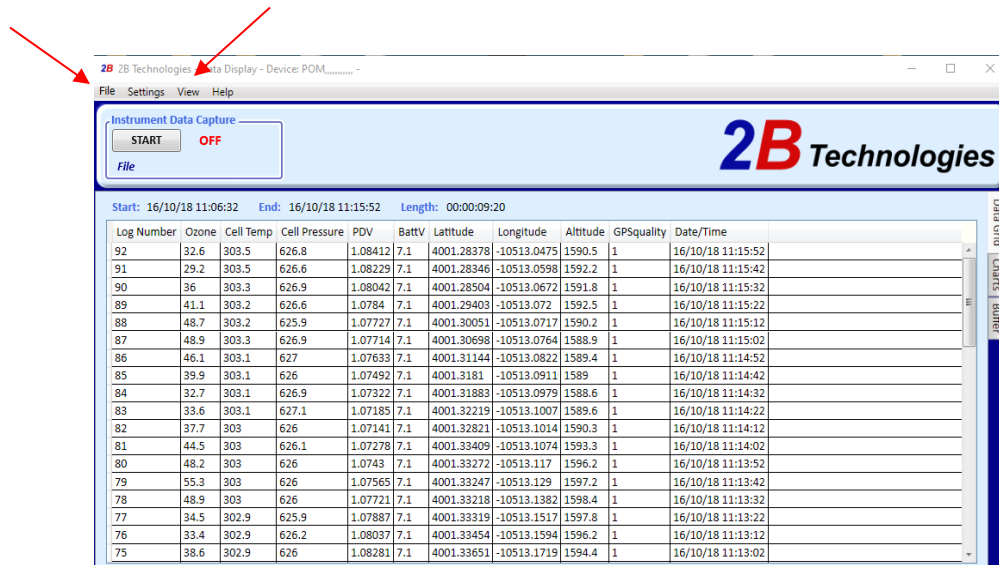 2B 2B Technologies Data Display - Device: POM,,,,,,,,,,, -
File Settings View Help
Instrument Data Capture
START OFF
File
2B Technologies
Start: 16/10/18 11:06:32 End: 16/10/18 11:15:52 Length: 00:00:09:20
Log Number Ozone Cell Temp Cell Pressure PDV BattV Latitude Longitude Altitude GPSquality Date/Time
92 32.6 303.5 626.8 1.08412 7.1 4001.28378 -10513.0475 1590.5 1 16/10/18 11:15:52
91 29.2 303.5 626.6 1.08229 7.1 4001.28346 -10513.0598 1592.2 1 16/10/18 11:15:42
90 36 303.3 626.9 1.08042 7.1 4001.28504 -10513.0672 1591.8 1 16/10/18 11:15:32
89 41.1 303.2 626.6 1.0784 7.1 4001.29403 -10513.072 1592.5 1 16/10/18 11:15:22
88 48.7 303.2 625.9 1.07727 7.1 4001.30051 -10513.0717 1590.2 1 16/10/18 11:15:12
87 48.9 303.3 626.9 1.07714 7.1 4001.30698 -10513.0764 1588.9 1 16/10/18 11:15:02
86 46.1 303.1 627 1.07633 7.1 4001.31144 -10513.0822 1589.4 1 16/10/18 11:14:52
85 39.9 303.1 626 1.07492 7.1 4001.3181 -10513.0911 1589 1 16/10/18 11:14:42
84 32.7 303.1 626.9 1.07322 7.1 4001.31883 -10513.0979 1588.6 1 16/10/18 11:14:32
83 33.6 303.1 627.1 1.07185 7.1 4001.32219 -10513.1007 1589.6 1 16/10/18 11:14:22
82 37.7 303 626 1.07141 7.1 4001.32821 -10513.1014 1590.3 1 16/10/18 11:14:12
81 44.5 303 626.1 1.07278 7.1 4001.33409 -10513.1074 1593.3 1 16/10/18 11:14:02
80 48.2 303 626 1.0743 7.1 4001.33272 -10513.117 1596.2 1 16/10/18 11:13:52
79 55.3 303 626 1.07565 7.1 4001.33247 -10513.129 1597.2 1 16/10/18 11:13:42
78 48.9 303 626 1.07721 7.1 4001.33218 -10513.1382 1598.4 1 16/10/18 11:13:32
77 34.5 302.9 625.9 1.07887 7.1 4001.33319 -10513.1517 1597.8 1 16/10/18 11:13:22
76 33.4 302.9 626.2 1.08037 7.1 4001.33454 -10513.1594 1596.2 1 16/10/18 11:13:12
75 38.6 302.9 626 1.08281 7.1 4001.33651 -10513.1719 1594.4 1 16/10/18 11:13:02
Data Grid
Charts
Buffer